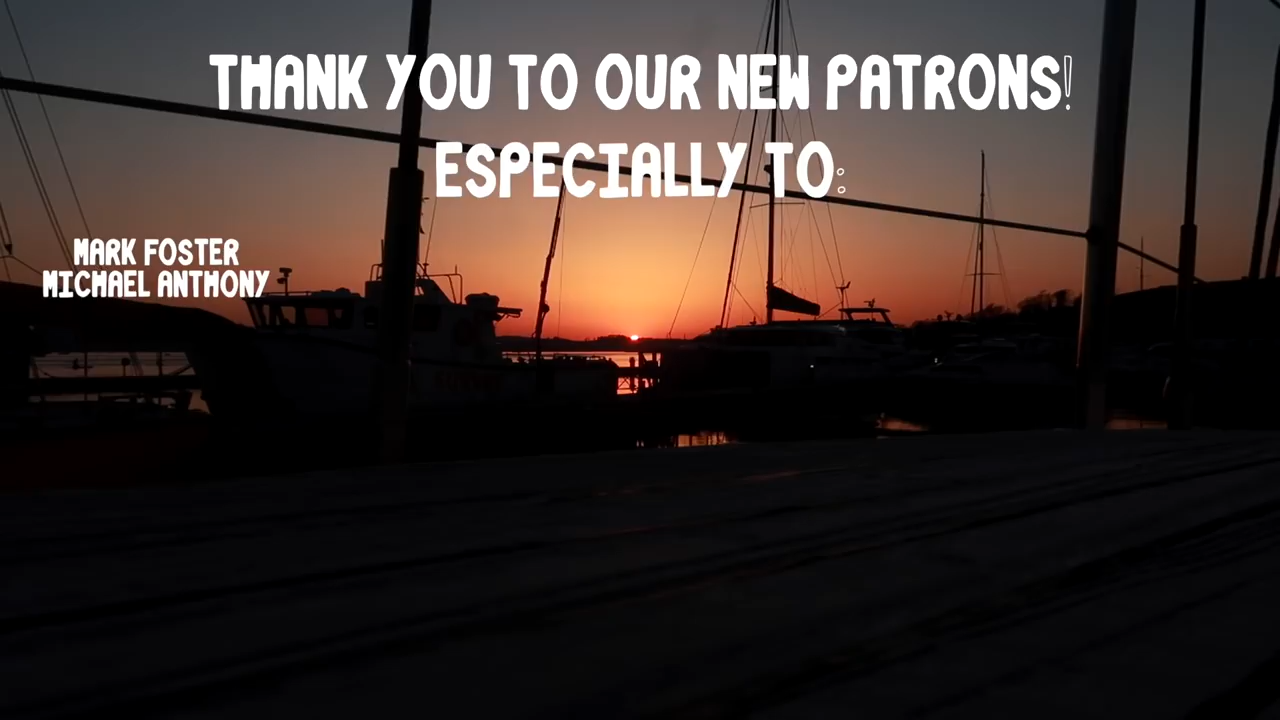 THANK YOU TO OUR NEW PATRONS!
ESPECIALLY TO:
MARK FOSTER
MICHAEL ANTHONY